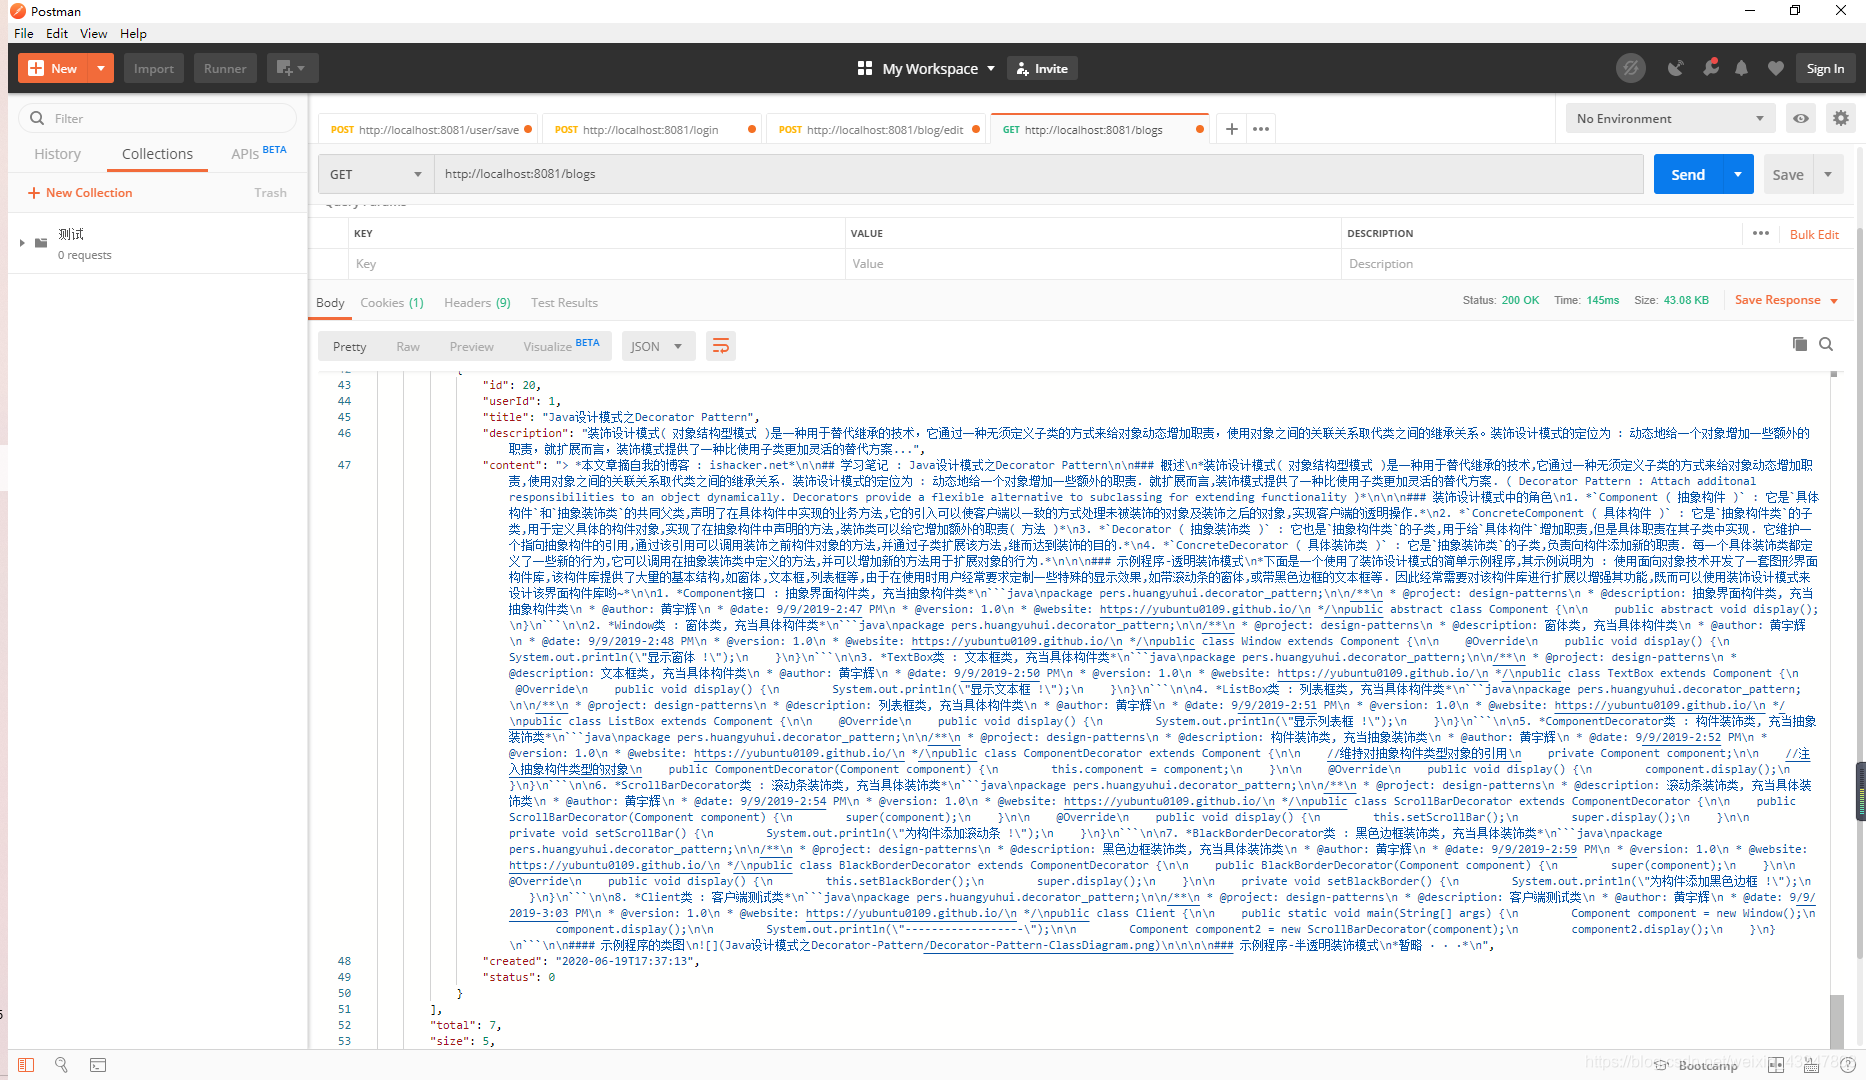 Postman
File Edit View Help
New Import Runner My Workspace Invite Sign In
Filter
History Collections APIs BETA
New Collection Trash
测试
0 requests
POST http://localhost:8081/user/save POST http://localhost:8081/login POST http://localhost:8081/blog/edit GET http://localhost:8081/blogs
No Environment
GET http://localhost:8081/blogs Send Save
Query Params
KEY VALUE DESCRIPTION Bulk Edit
Key Value Description
Body Cookies (1) Headers (9) Test Results Status: 200 OK Time: 145ms Size: 43.08 KB Save Response
Pretty Raw Preview Visualize BETA JSON
42 {
43 "id": 20,
44 "userId": 1,
45 "title": "Java设计模式之Decorator Pattern",
46 "description": "装饰设计模式( 对象结构型模式 )是一种用于替代继承的技术，它通过一种无须定义子类的方式来给对象动态增加职责，使用对象之间的关联关系取代类之间的继承关系。装饰设计模式的定位为 : 动态地给一个对象增加一些额外的
职责，就扩展而言，装饰模式提供了一种比使用子类更加灵活的替代方案...",
47 "content": "> *本文章摘自我的博客 : ishacker.net*\n\n## 学习笔记 : Java设计模式之Decorator Pattern\n\n### 概述\n*装饰设计模式( 对象结构型模式 )是一种用于替代继承的技术,它通过一种无须定义子类的方式来给对象动态增加职
责,使用对象之间的关联关系取代类之间的继承关系. 装饰设计模式的定位为 : 动态地给一个对象增加一些额外的职责. 就扩展而言,装饰模式提供了一种比使用子类更加灵活的替代方案. ( Decorator Pattern : Attach additonal
responsibilities to an object dynamically. Decorators provide a flexible alternative to subclassing for extending functionality )*\n\n\n### 装饰设计模式中的角色\n1. *`Component ( 抽象构件 )` : 它是`具体
构件`和`抽象装饰类`的共同父类,声明了在具体构件中实现的业务方法,它的引入可以使客户端以一致的方式处理未被装饰的对象及装饰之后的对象,实现客户端的透明操作.*\n2. *`ConcreteComponent ( 具体构件 )` : 它是`抽象构件类`的子
类,用于定义具体的构件对象,实现了在抽象构件中声明的方法,装饰类可以给它增加额外的职责( 方法 )*\n3. *`Decorator ( 抽象装饰类 )` : 它也是`抽象构件类`的子类,用于给`具体构件`增加职责,但是具体职责在其子类中实现. 它维护一
个指向抽象构件的引用,通过该引用可以调用装饰之前构件对象的方法,并通过子类扩展该方法,继而达到装饰的目的.*\n4. *`ConcreteDecorator ( 具体装饰类 )` : 它是`抽象装饰类`的子类,负责向构件添加新的职责. 每一个具体装饰类都定
义了一些新的行为,它可以调用在抽象装饰类中定义的方法,并可以增加新的方法用于扩展对象的行为.*\n\n\n### 示例程序-透明装饰模式\n*下面是一个使用了装饰设计模式的简单示例程序,其示例说明为 : 使用面向对象技术开发了一套图形界面
构件库,该构件库提供了大量的基本结构,如窗体,文本框,列表框等,由于在使用时用户经常要求定制一些特殊的显示效果,如带滚动条的窗体,或带黑色边框的文本框等. 因此经常需要对该构件库进行扩展以增强其功能,既而可以使用装饰设计模式来
设计该界面构件库哟~*\n\n1. *Component接口 : 抽象界面构件类, 充当抽象构件类*\n```java\npackage pers.huangyuhui.decorator_pattern;\n\n/**\n * @project: design-patterns\n * @description: 抽象界面构件类, 充当
抽象构件类\n * @author: 黄宇辉\n * @date: 9/9/2019-2:47 PM\n * @version: 1.0\n * @website: https://yubuntu0109.github.io/\n */\npublic abstract class Component {\n\n    public abstract void display();
\n}\n```\n\n2. *Window类 : 窗体类, 充当具体构件类*\n```java\npackage pers.huangyuhui.decorator_pattern;\n\n/**\n * @project: design-patterns\n * @description: 窗体类, 充当具体构件类\n * @author: 黄宇辉
\n * @date: 9/9/2019-2:48 PM\n * @version: 1.0\n * @website: https://yubuntu0109.github.io/\n */\npublic class Window extends Component {\n\n    @Override\n    public void display() {\n
System.out.println(\"显示窗体 !\");\n    }\n}\n```\n\n3. *TextBox类 : 文本框类, 充当具体构件类*\n```java\npackage pers.huangyuhui.decorator_pattern;\n\n/**\n * @project: design-patterns\n *
@description: 文本框类, 充当具体构件类\n * @author: 黄宇辉\n * @date: 9/9/2019-2:50 PM\n * @version: 1.0\n * @website: https://yubuntu0109.github.io/\n */\npublic class TextBox extends Component {\n
@Override\n    public void display() {\n        System.out.println(\"显示文本框 !\");\n    }\n}\n```\n\n4. *ListBox类 : 列表框类, 充当具体构件类*\n```java\npackage pers.huangyuhui.decorator_pattern;
\n\n/**\n * @project: design-patterns\n * @description: 列表框类, 充当具体构件类\n * @author: 黄宇辉\n * @date: 9/9/2019-2:51 PM\n * @version: 1.0\n * @website: https://yubuntu0109.github.io/\n */
\npublic class ListBox extends Component {\n\n    @Override\n    public void display() {\n        System.out.println(\"显示列表框 !\");\n    }\n}\n```\n\n5. *ComponentDecorator类 : 构件装饰类, 充当抽象
装饰类*\n```java\npackage pers.huangyuhui.decorator_pattern;\n\n/**\n * @project: design-patterns\n * @description: 构件装饰类, 充当抽象装饰类\n * @author: 黄宇辉\n * @date: 9/9/2019-2:52 PM\n *
@version: 1.0\n * @website: https://yubuntu0109.github.io/\n */\npublic class ComponentDecorator extends Component {\n\n    //维持对抽象构件类型对象的引用\n    private Component component;\n\n    //注
入抽象构件类型的对象\n    public ComponentDecorator(Component component) {\n        this.component = component;\n    }\n\n    @Override\n    public void display() {\n        component.display();\n
}\n}\n```\n\n6. *ScrollBarDecorator类 : 滚动条装饰类, 充当具体装饰类*\n```java\npackage pers.huangyuhui.decorator_pattern;\n\n/**\n * @project: design-patterns\n * @description: 滚动条装饰类, 充当具体装
饰类\n * @author: 黄宇辉\n * @date: 9/9/2019-2:54 PM\n * @version: 1.0\n * @website: https://yubuntu0109.github.io/\n */\npublic class ScrollBarDecorator extends ComponentDecorator {\n\n    public
ScrollBarDecorator(Component component) {\n        super(component);\n    }\n\n    @Override\n    public void display() {\n        this.setScrollBar();\n        super.display();\n    }\n\n
private void setScrollBar() {\n        System.out.println(\"为构件添加滚动条 !\");\n    }\n}\n```\n\n7. *BlackBorderDecorator类 : 黑色边框装饰类, 充当具体装饰类*\n```java\npackage
pers.huangyuhui.decorator_pattern;\n\n/**\n * @project: design-patterns\n * @description: 黑色边框装饰类, 充当具体装饰类\n * @author: 黄宇辉\n * @date: 9/9/2019-2:59 PM\n * @version: 1.0\n * @website:
https://yubuntu0109.github.io/\n */\npublic class BlackBorderDecorator extends ComponentDecorator {\n\n    public BlackBorderDecorator(Component component) {\n        super(component);\n    }\n\n
@Override\n    public void display() {\n        this.setBlackBorder();\n        super.display();\n    }\n\n    private void setBlackBorder() {\n        System.out.println(\"为构件添加黑色边框 !\");\n
}\n}\n```\n\n8. *Client类 : 客户端测试类*\n```java\npackage pers.huangyuhui.decorator_pattern;\n\n/**\n * @project: design-patterns\n * @description: 客户端测试类\n * @author: 黄宇辉\n * @date: 9/9/
2019-3:03 PM\n * @version: 1.0\n * @website: https://yubuntu0109.github.io/\n */\npublic class Client {\n\n    public static void main(String[] args) {\n        Component component = new Window();\n
component.display();\n\n        System.out.println(\"------------------\");\n\n        Component component2 = new ScrollBarDecorator(component);\n        component2.display();\n    }\n}
\n```\n\n#### 示例程序的类图\n![](Java设计模式之Decorator-Pattern/Decorator-Pattern-ClassDiagram.png)\n\n\n\n### 示例程序-半透明装饰模式\n*暂略 · · ·*\n",
48 "created": "2020-06-19T17:37:13",
49 "status": 0
50 }
51 ],
52 "total": 7,
53 "size": 5,
Bootcamp